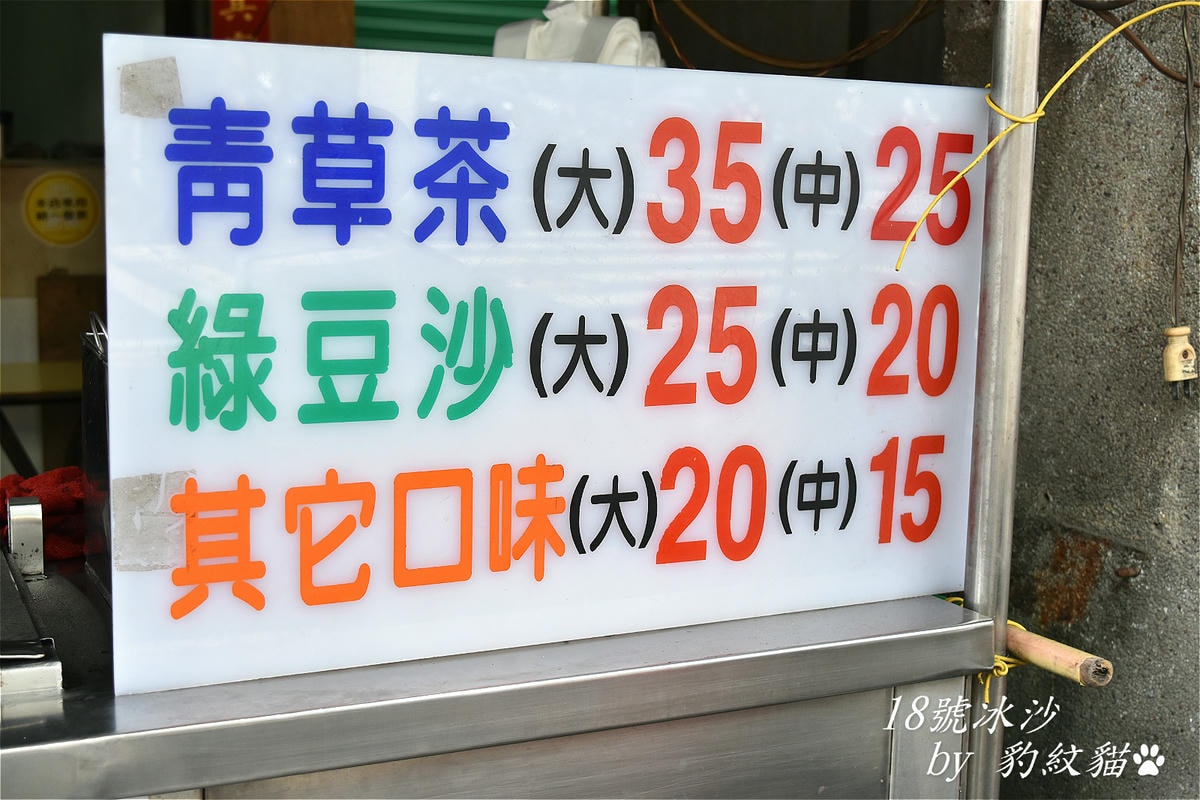 青草茶(大)35(中)25
綠豆沙(大)25(中)20
其它口味(大)20(中)15
18號冰沙
by 豹紋貓